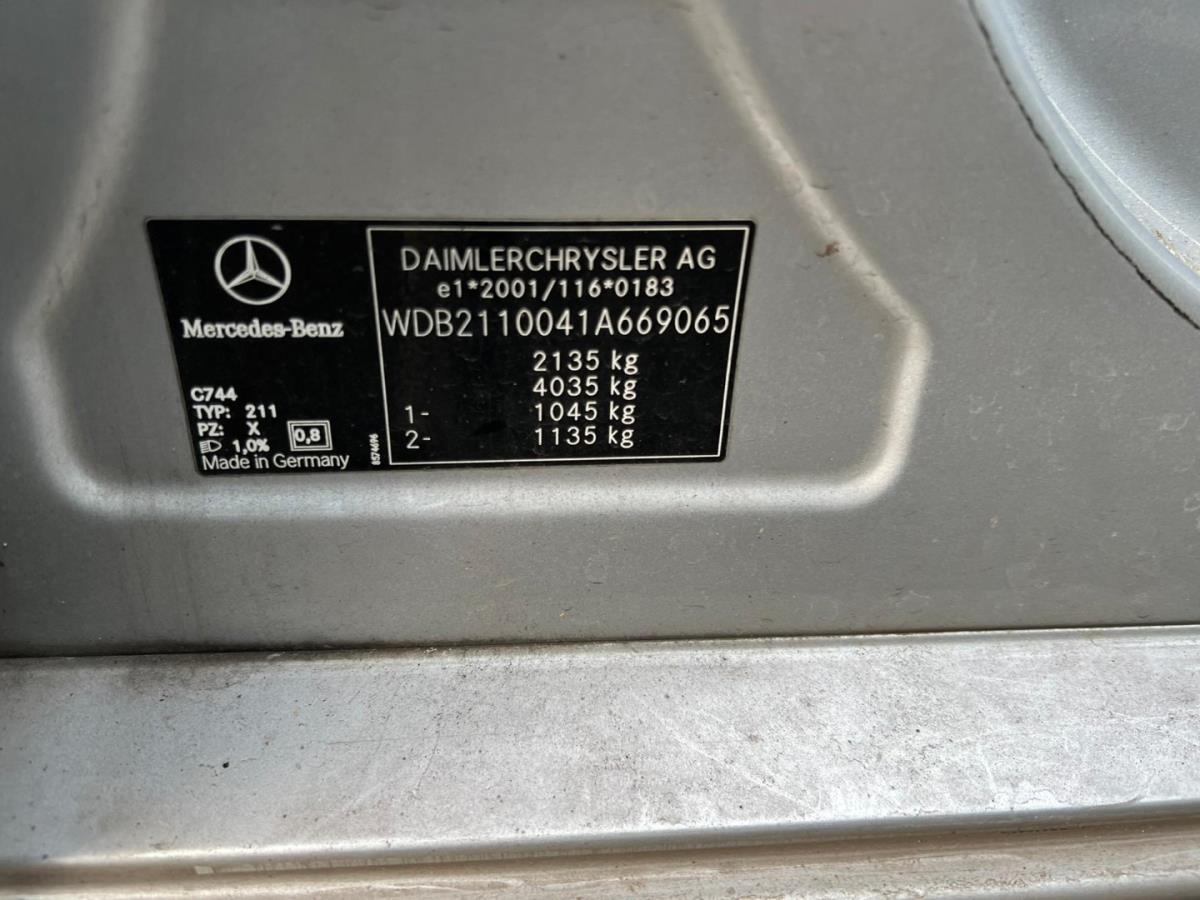 Mercedes-Benz
C744
TYP: 211
PZ: X
1,0% 0,8
Made in Germany
8574696
DAIMLERCHRYSLER AG
e1*2001/116*0183
WDB2110041A669065
2135 kg
4035 kg
1- 1045 kg
2- 1135 kg